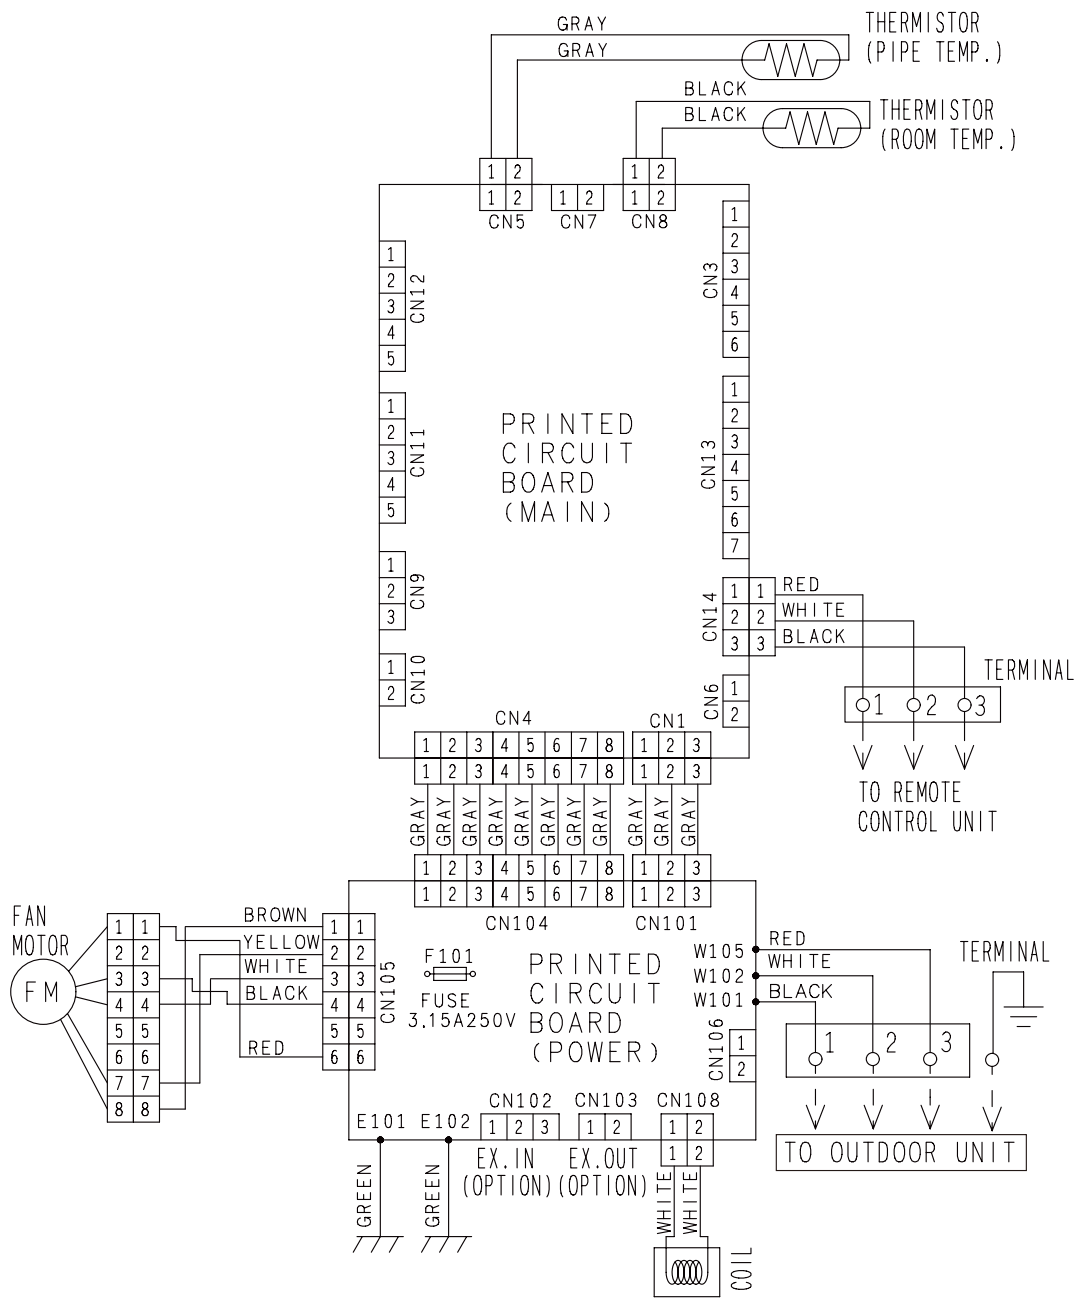 GRAY
THERMISTOR
(PIPE TEMP.)
GRAY
BLACK
THERMISTOR
(ROOM TEMP.)
BLACK
1 2
1 2
CN5
1 2
CN7
1 2
1 2
CN8
1
2
3
4
5
CN12
1
2
3
4
5
6
CN3
1
2
3
4
5
CN11
PRINTED
CIRCUIT
BOARD
(MAIN)
1
2
3
4
5
6
7
CN13
1
2
3
CN9
1 1 RED
2 2 WHITE
3 3 BLACK
CN14
1
2
CN10
1
2
CN6
TERMINAL
1 2 3
TO REMOTE
CONTROL UNIT
CN4
1 2 3 4 5 6 7 8
1 2 3 4 5 6 7 8
CN1
1 2 3
1 2 3
GRAY GRAY GRAY GRAY GRAY GRAY GRAY GRAY
GRAY GRAY GRAY
1 2 3 4 5 6 7 8
1 2 3 4 5 6 7 8
CN104
1 2 3
1 2 3
CN101
FAN
MOTOR
FM
1 1
2 2
3 3
4 4
5 5
6 6
7 7
8 8
BROWN
YELLOW
WHITE
BLACK
RED
1 1
2 2
3 3
4 4
5 5
6 6
CN105
F101
FUSE
3.15A250V
PRINTED
CIRCUIT
BOARD
(POWER)
W105 RED
W102 WHITE
W101 BLACK
TERMINAL
1
2
CN106
1 2 3
TO OUTDOOR UNIT
E101 E102
GREEN
GREEN
CN102
1 2 3
EX.IN
(OPTION)
CN103
1 2
EX.OUT
(OPTION)
CN108
1 2
1 2
WHITE
WHITE
COIL